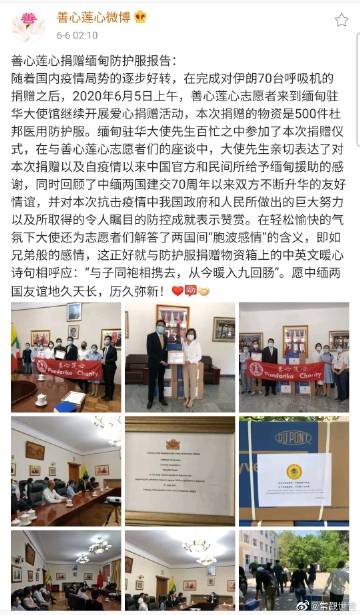 善心莲心微博
6-6 02:10
善心莲心捐赠缅甸防护服报告：
随着国内疫情局势的逐步好转，在完成对伊朗70台呼吸机的
捐赠之后，2020年6月5日上午，善心莲心志愿者来到缅甸驻
华大使馆继续开展爱心捐赠活动，本次捐赠的物资是500件杜
邦医用防护服。缅甸驻华大使先生百忙之中参加了本次捐赠仪
式，在与善心莲心志愿者们的座谈中，大使先生亲切表达了对
本次捐赠以及自疫情以来中国官方和民间所给予缅甸援助的感
谢，同时回顾了中缅两国建交70周年以来双方不断升华的友好
情谊，并对本次抗击疫情中我国政府和人民所做出的巨大努力
以及所取得的令人瞩目的防控成就表示赞赏。在轻松愉快的气
氛下大使还为志愿者们解答了两国间“胞波感情”的含义，即如
兄弟般的感情，这正好就与防护服捐赠物资箱上的中英文暖心
诗句相呼应：“与子同袍相携去，从今暖入九回肠”。愿中缅两
国友谊地久天长，历久弥新！
善心莲心
Pundarika Charity
善心莲心
Pundarika Charity
DUPONT
@常觀世